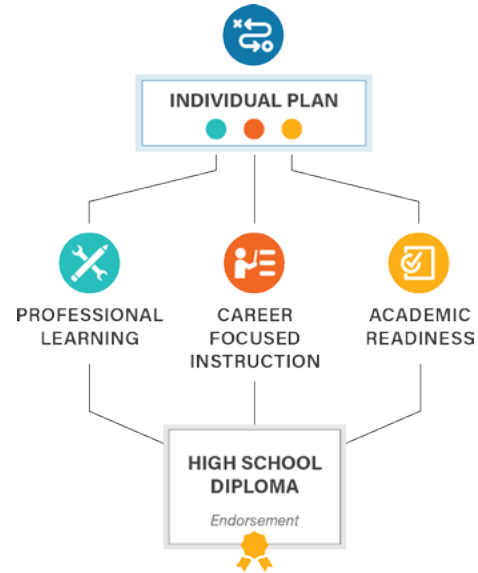 INDIVIDUAL PLAN
PROFESSIONAL
LEARNING
CAREER
FOCUSED
INSTRUCTION
ACADEMIC
READINESS
HIGH SCHOOL
DIPLOMA
Endorsement